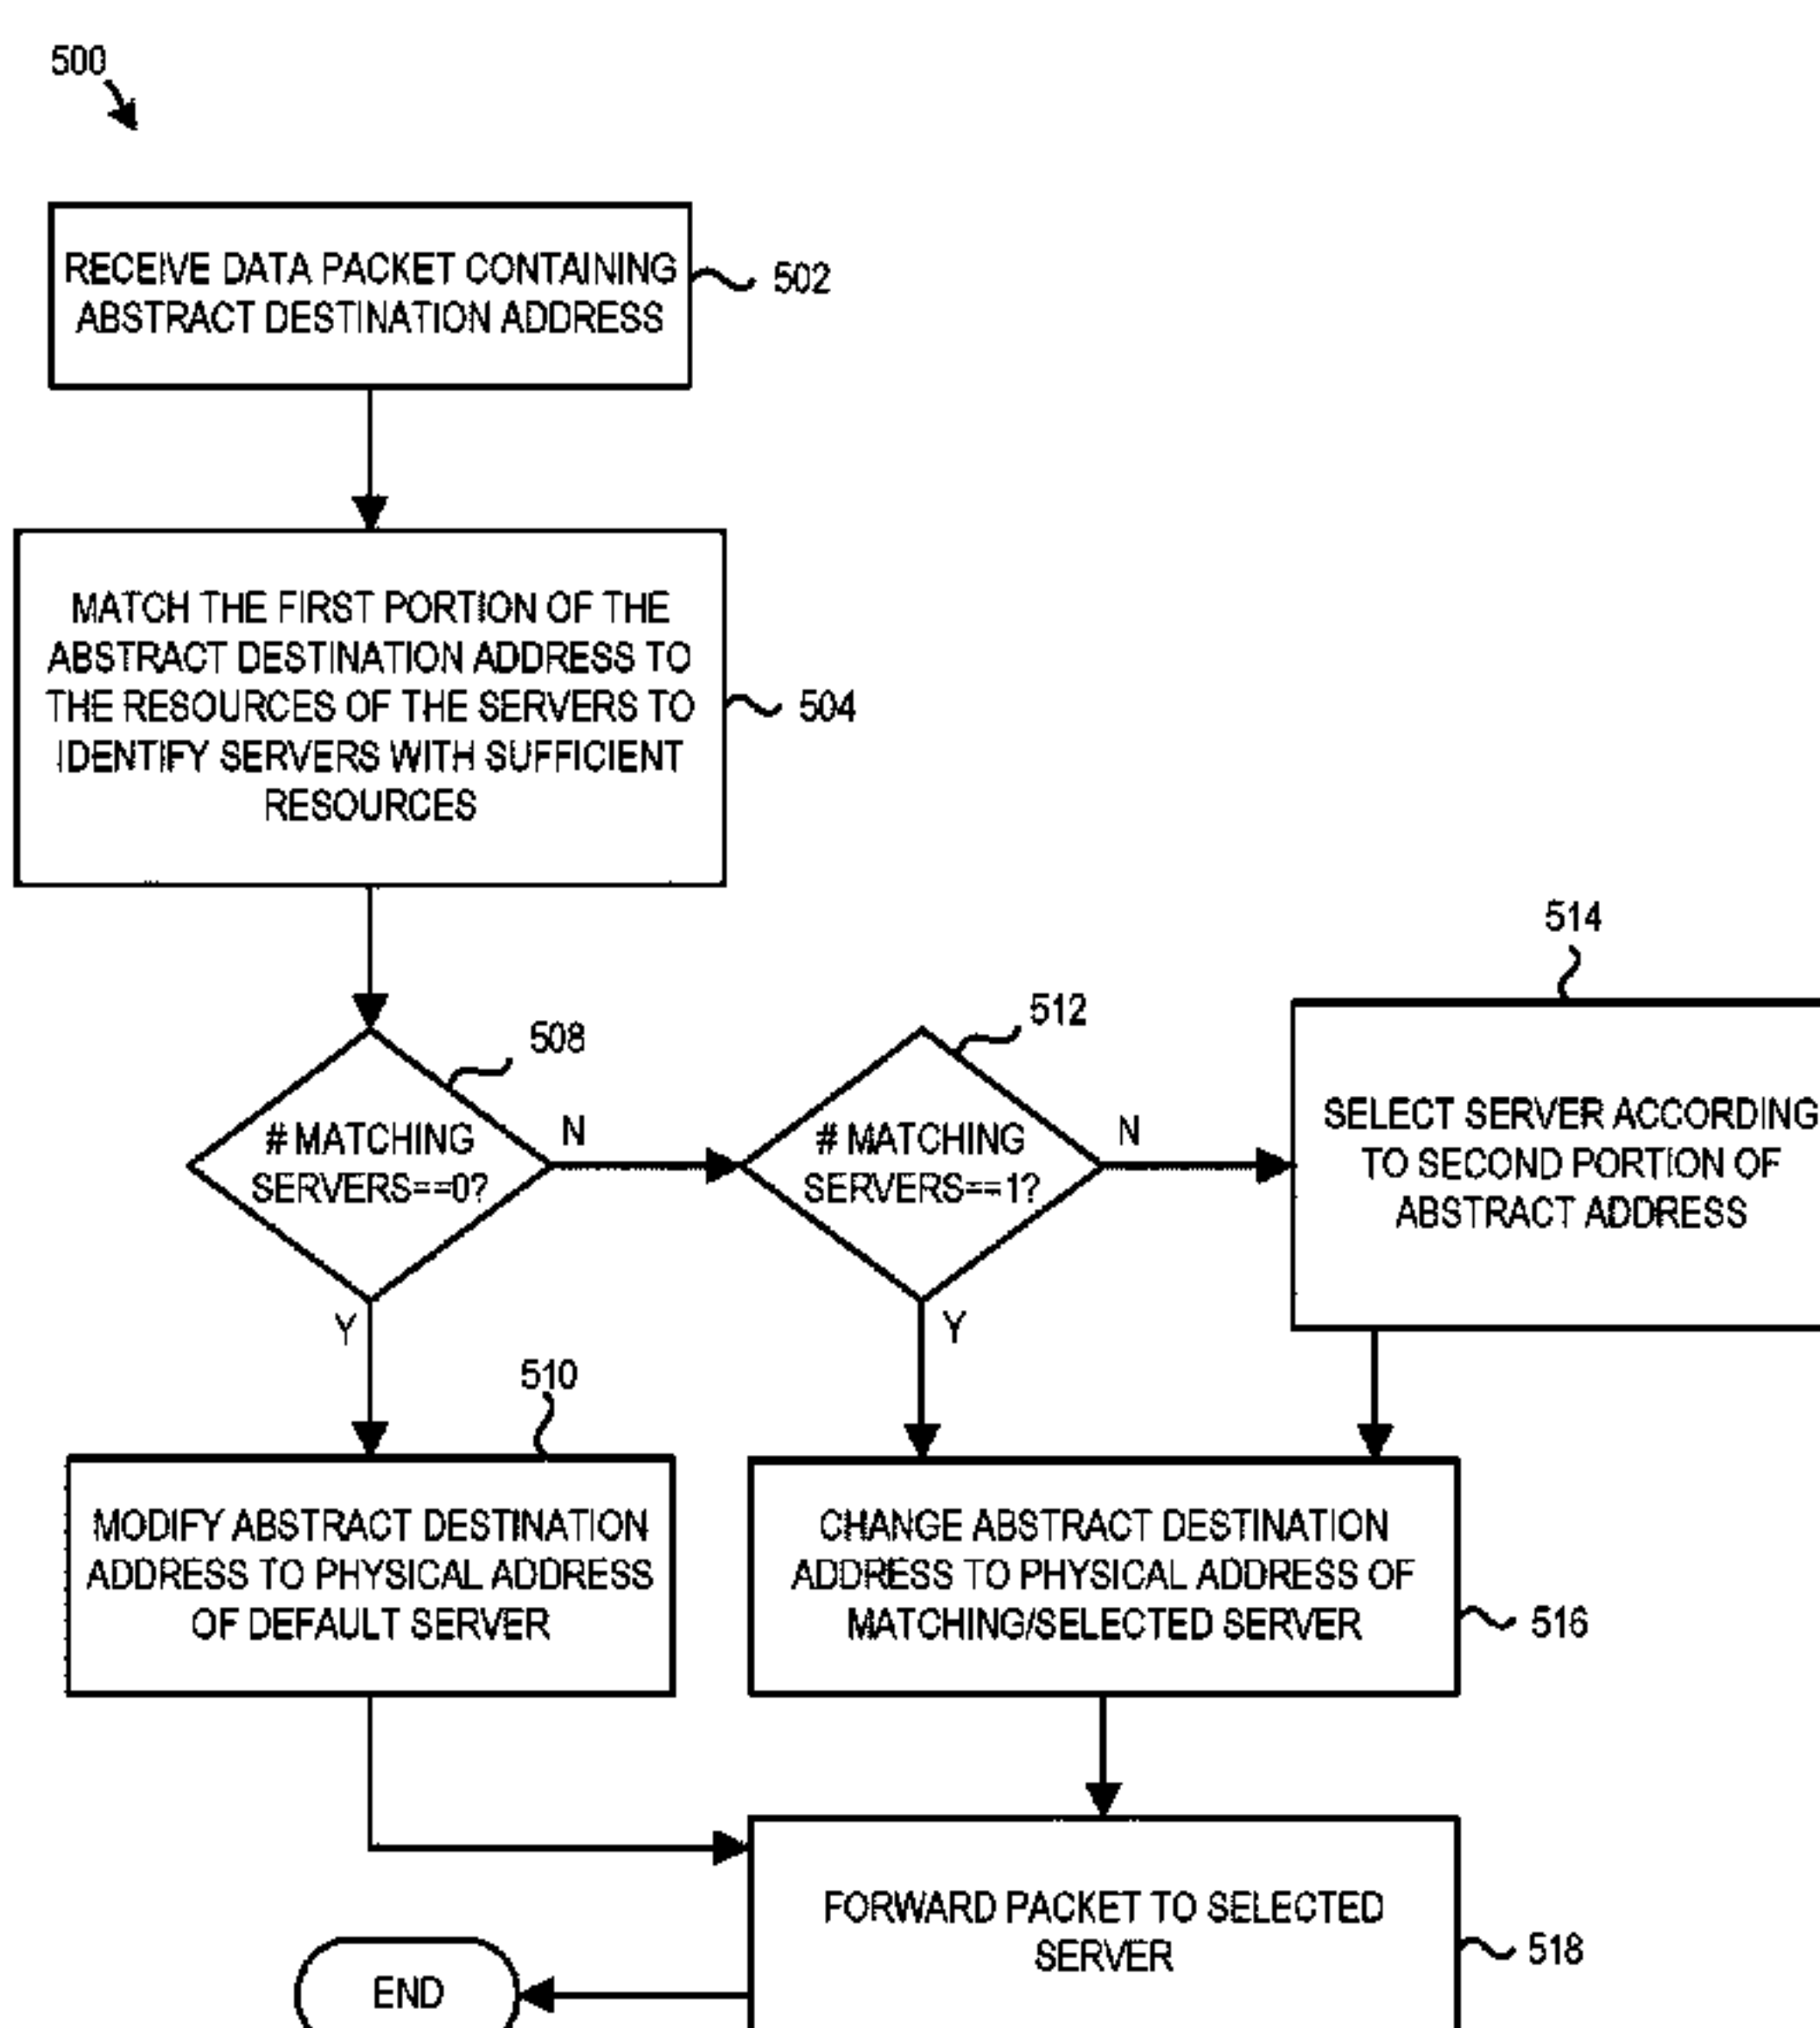 500
RECEIVE DATA PACKET CONTAINING
ABSTRACT DESTINATION ADDRESS
502
MATCH THE FIRST PORTION OF THE
ABSTRACT DESTINATION ADDRESS TO
THE RESOURCES OF THE SERVERS TO
IDENTIFY SERVERS WITH SUFFICIENT
RESOURCES
504
508
# MATCHING
SERVERS==0?
N
Y
512
# MATCHING
SERVERS==1?
N
Y
514
SELECT SERVER ACCORDING
TO SECOND PORTION OF
ABSTRACT ADDRESS
510
MODIFY ABSTRACT DESTINATION
ADDRESS TO PHYSICAL ADDRESS
OF DEFAULT SERVER
CHANGE ABSTRACT DESTINATION
ADDRESS TO PHYSICAL ADDRESS OF
MATCHING/SELECTED SERVER
516
FORWARD PACKET TO SELECTED
SERVER
518
END